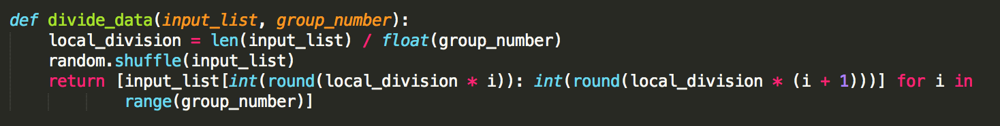 def divide_data(input_list, group_number):
    local_division = len(input_list) / float(group_number)
    random.shuffle(input_list)
    return [input_list[int(round(local_division * i)): int(round(local_division * (i + 1)))] for i in
            range(group_number)]